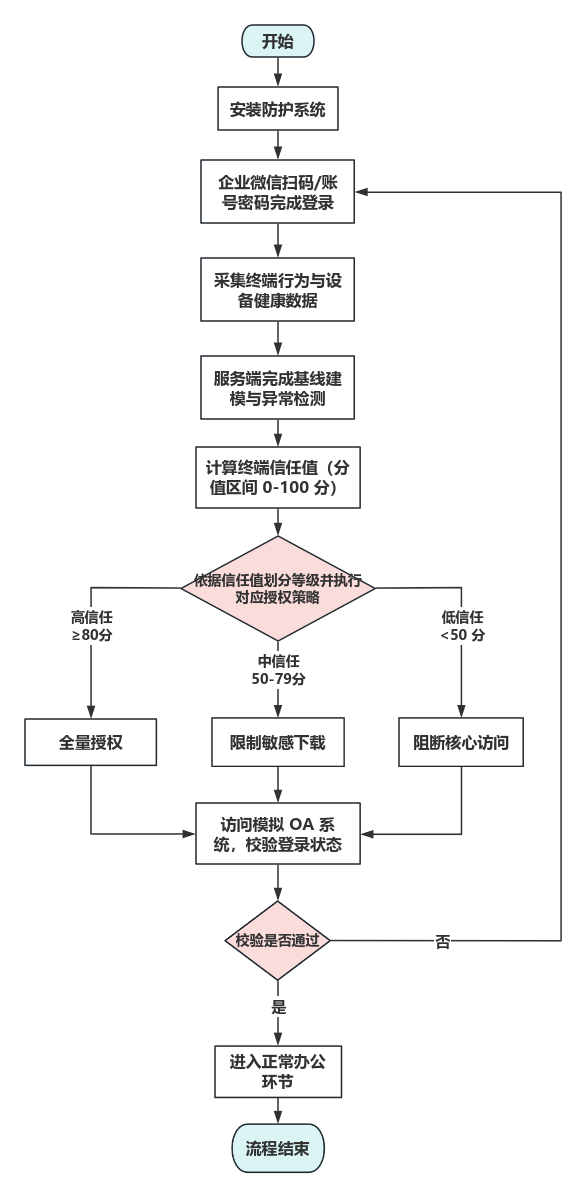 开始
安装防护系统
企业微信扫码/账
号密码完成登录
采集终端行为与设
备健康数据
服务端完成基线建
模与异常检测
计算终端信任值（分
值区间 0-100 分）
依据信任值划分等级并执行
对应授权策略
高信任
≥80分
中信任
50-79分
低信任
<50 分
全量授权
限制敏感下载
阻断核心访问
访问模拟 OA 系
统，校验登录状态
校验是否通过
否
是
进入正常办公
环节
流程结束